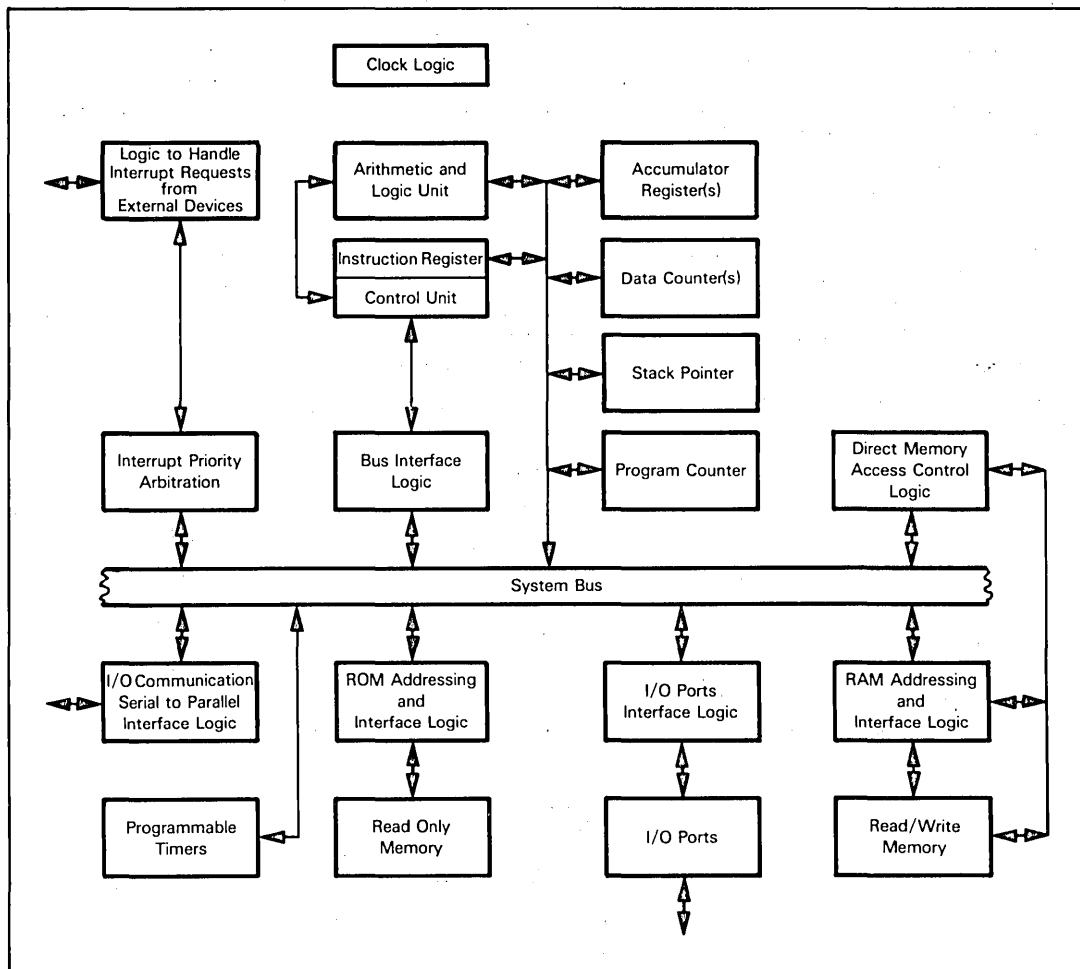 Clock Logic
Logic to Handle
Interrupt Requests
from
External Devices
Arithmetic and
Logic Unit
Accumulator
Register(s)
Instruction Register
Control Unit
Data Counter(s)
Stack Pointer
Interrupt Priority
Arbitration
Bus Interface
Logic
Program Counter
Direct Memory
Access Control
Logic
System Bus
I/O Communication
Serial to Parallel
Interface Logic
ROM Addressing
and
Interface Logic
I/O Ports
Interface Logic
RAM Addressing
and
Interface Logic
Programmable
Timers
Read Only
Memory
I/O Ports
Read/Write
Memory